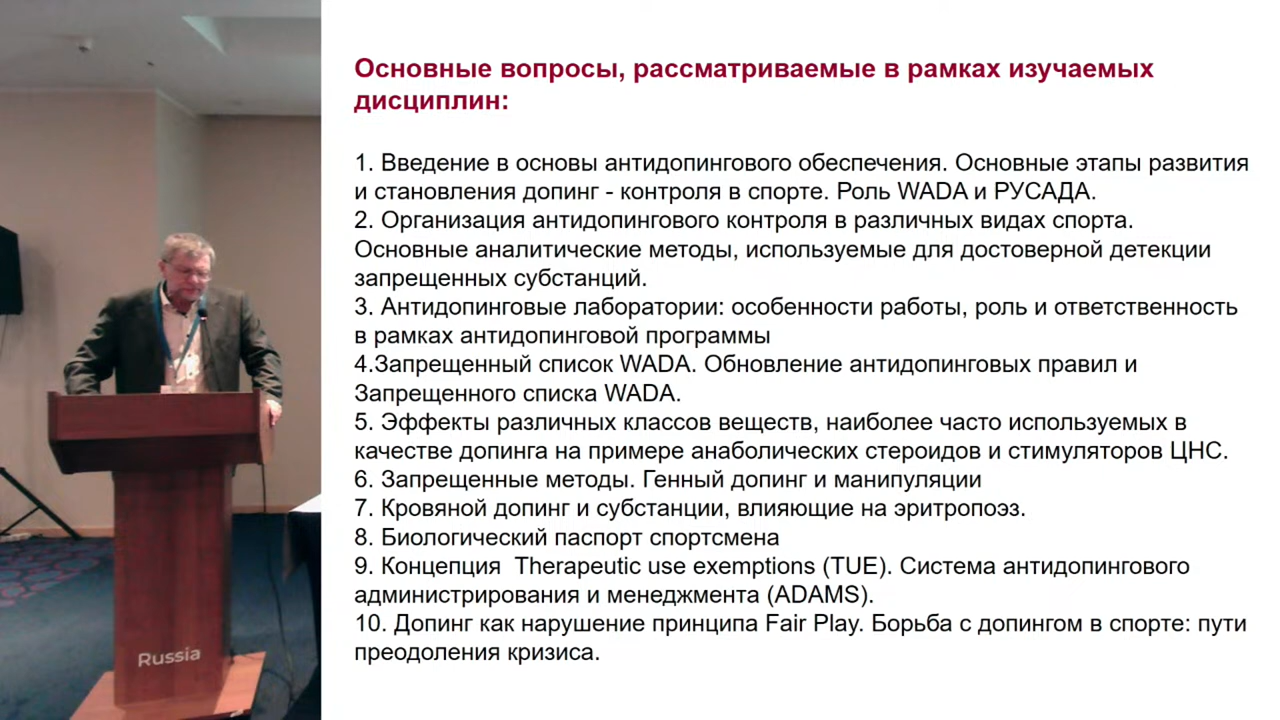 Основные вопросы, рассматриваемые в рамках изучаемых
дисциплин:
1. Введение в основы антидопингового обеспечения. Основные этапы развития
и становления допинг - контроля в спорте. Роль WADA и РУСАДА.
2. Организация антидопингового контроля в различных видах спорта.
Основные аналитические методы, используемые для достоверной детекции
запрещенных субстанций.
3. Антидопинговые лаборатории: особенности работы, роль и ответственность
в рамках антидопинговой программы
4.Запрещенный список WADA. Обновление антидопинговых правил и
Запрещенного списка WADA.
5. Эффекты различных классов веществ, наиболее часто используемых в
качестве допинга на примере анаболических стероидов и стимуляторов ЦНС.
6. Запрещенные методы. Генный допинг и манипуляции
7. Кровяной допинг и субстанции, влияющие на эритропоэз.
8. Биологический паспорт спортсмена
9. Концепция  Therapeutic use exemptions (TUE). Система антидопингового
администрирования и менеджмента (ADAMS).
10. Допинг как нарушение принципа Fair Play. Борьба с допингом в спорте: пути
преодоления кризиса.
Russia